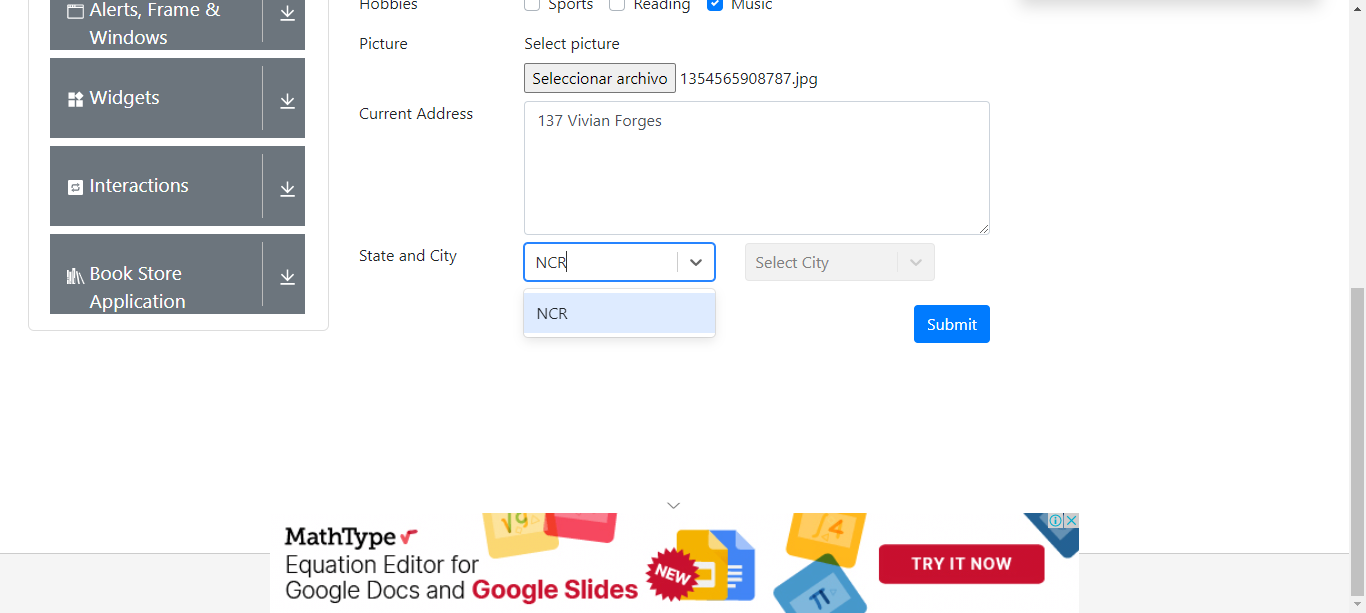 Alerts, Frame &
Windows
Widgets
Interactions
Book Store
Application
Hobbies
Sports Reading Music
Picture
Select picture
Seleccionar archivo 1354565908787.jpg
Current Address
137 Vivian Forges
State and City
NCR
Select City
NCR
Submit
MathType
Equation Editor for
Google Docs and Google Slides
NEW
√9
√4
π
TRY IT NOW